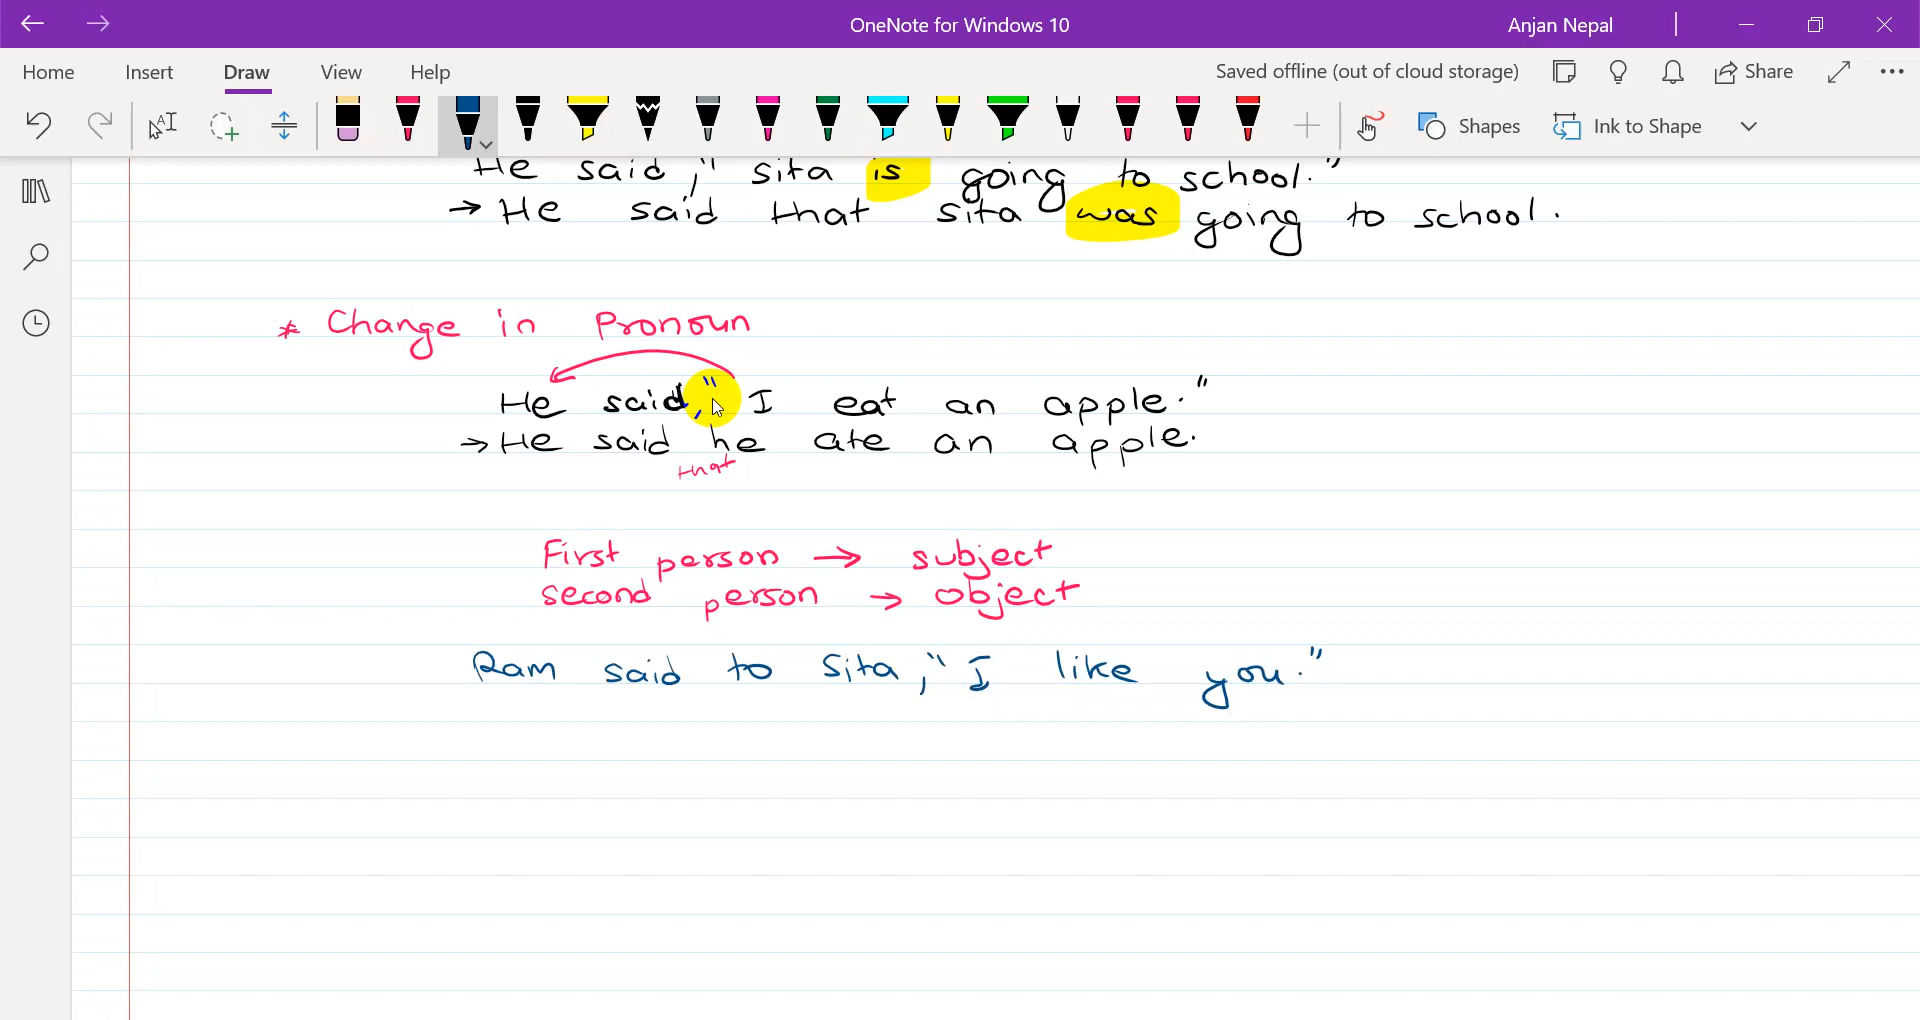 OneNote for Windows 10
Anjan Nepal
Home Insert Draw View Help
Saved offline (out of cloud storage)
Share
Shapes
Ink to Shape
He said, " sita is going to school."
→ He said that sita was going to school.
* Change in Pronoun
He said," I eat an apple."
→ He said he ate an apple.
that
First person → subject
second person → object
Ram said to Sita, " I like you."